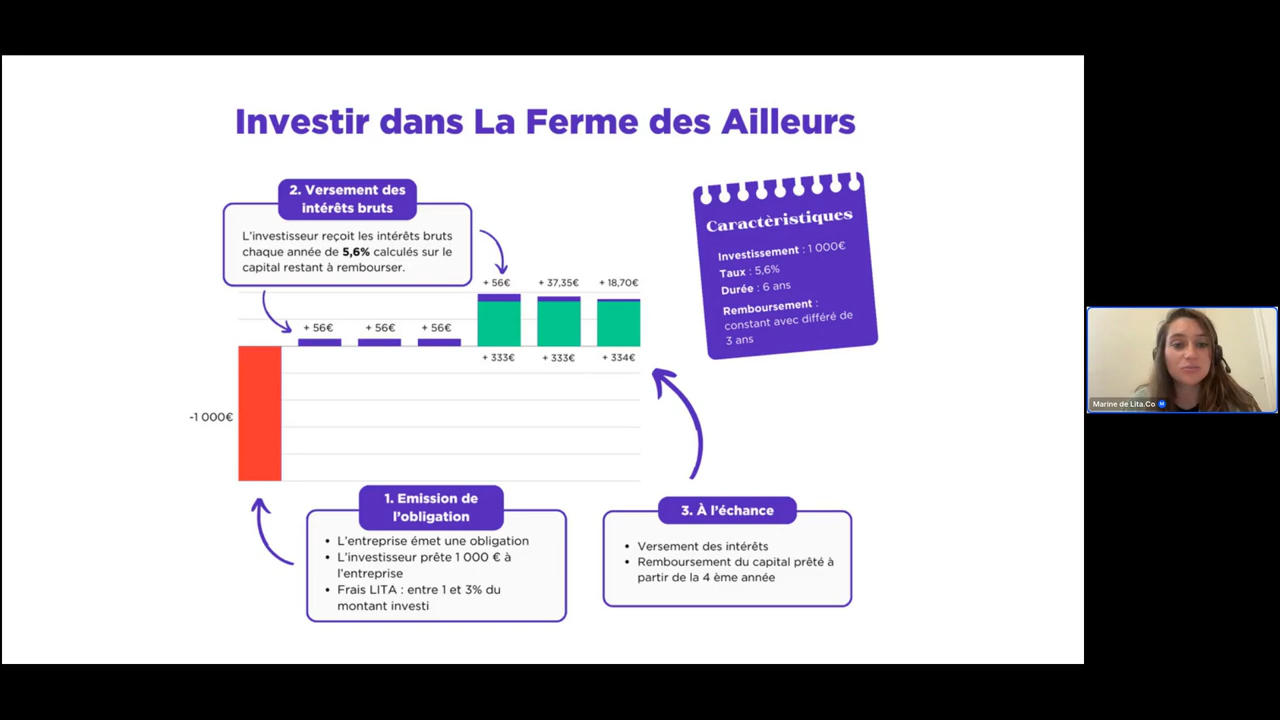 Investir dans La Ferme des Ailleurs
2. Versement des
intérêts bruts
L'investisseur reçoit les intérêts bruts
chaque année de 5,6% calculés sur le
capital restant à rembourser.
+ 56€
+ 37,35€
+ 18,70€
+ 56€
+ 56€
+ 56€
+ 333€
+ 333€
+ 334€
-1 000€
Caractèristiques
Investissement : 1 000€
Taux : 5,6%
Durée : 6 ans
Remboursement :
constant avec différé de
3 ans
1. Emission de
l'obligation
• L'entreprise émet une obligation
• L'investisseur prête 1 000 € à
l'entreprise
• Frais LITA : entre 1 et 3% du
montant investi
3. À l'échance
• Versement des intérêts
• Remboursement du capital prêté à
partir de la 4 ème année
Marine de Lita.Co